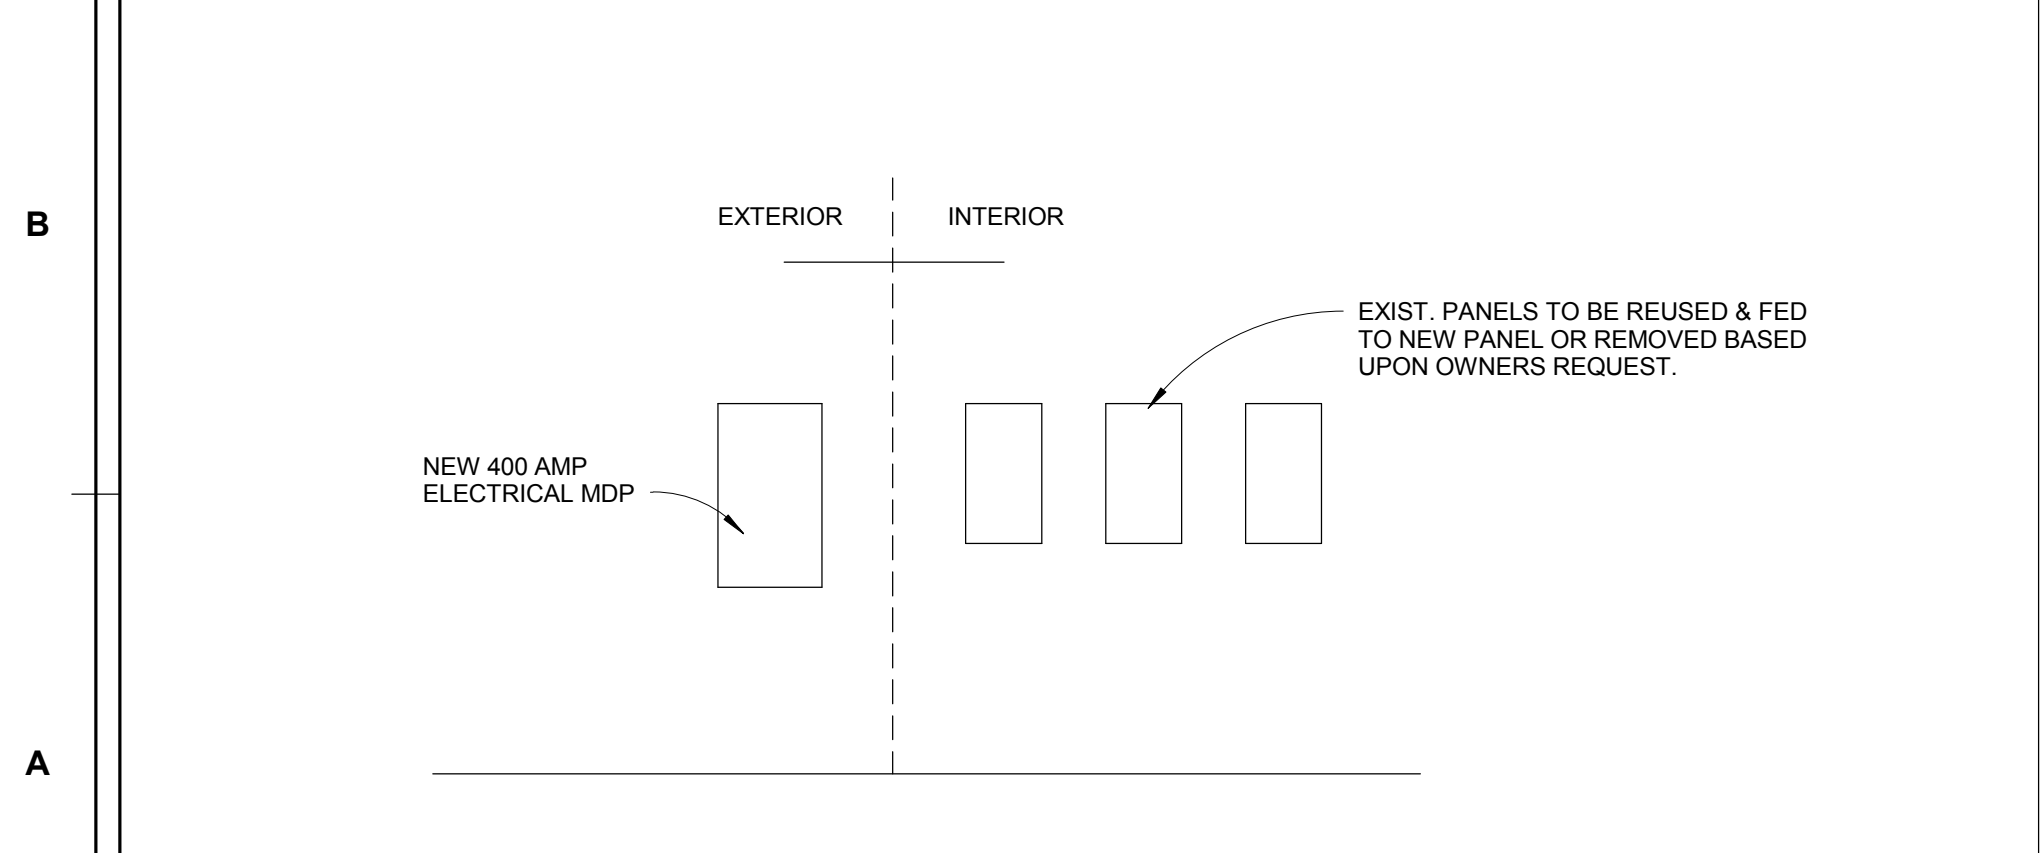 B
EXTERIOR
INTERIOR
EXIST. PANELS TO BE REUSED & FED
TO NEW PANEL OR REMOVED BASED
UPON OWNERS REQUEST.
NEW 400 AMP
ELECTRICAL MDP
A